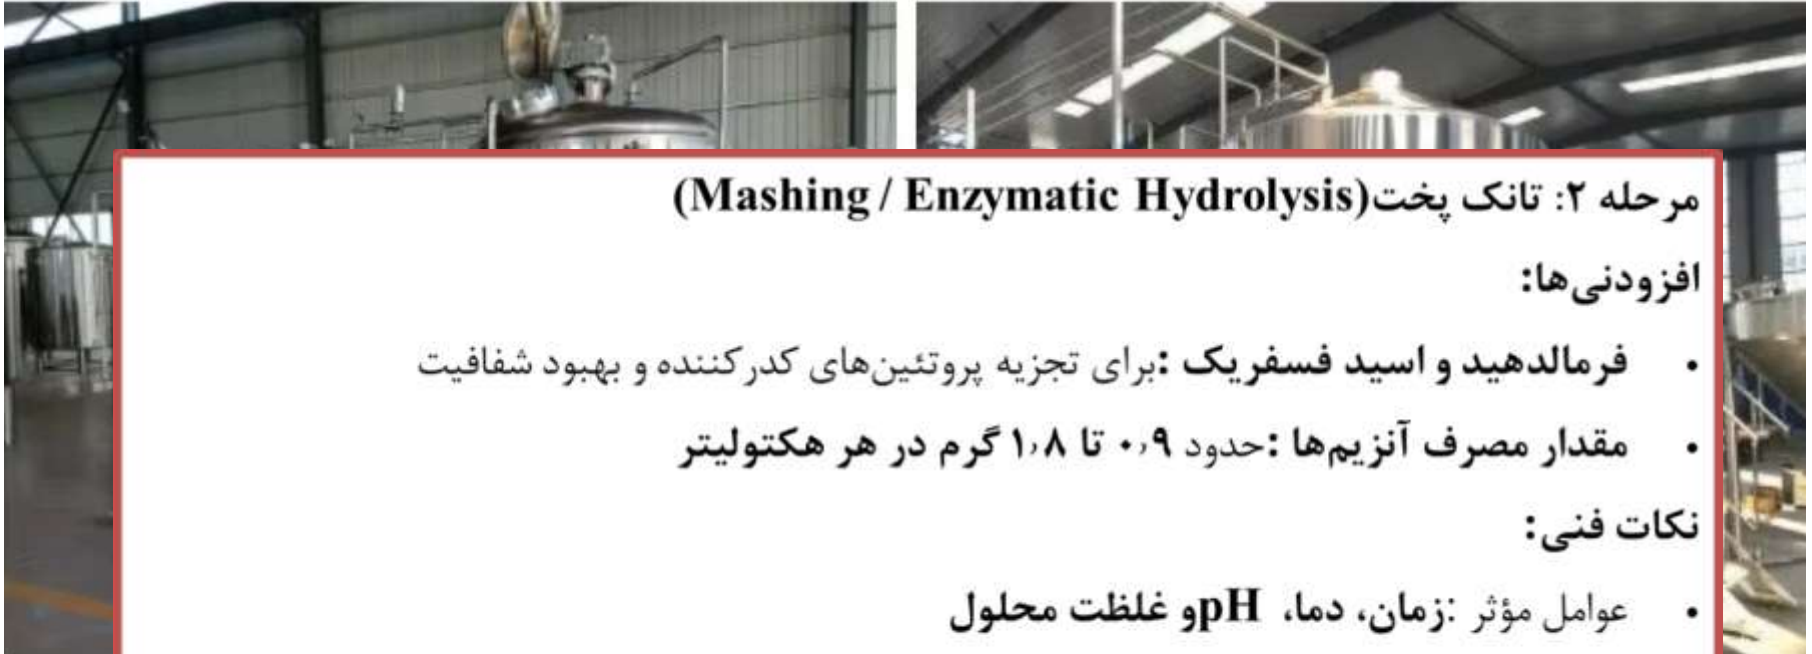 مرحله ۲: تانک پخت(Mashing / Enzymatic Hydrolysis)
افزودنی‌ها:
• فرمالدهید و اسید فسفریک :برای تجزیه پروتئین‌های کدرکننده و بهبود شفافیت
• مقدار مصرف آنزیم‌ها :حدود ۰٫۹ تا ۱٫۸ گرم در هر هکتولیتر
نکات فنی:
• عوامل مؤثر :زمان، دما، pHو غلظت محلول